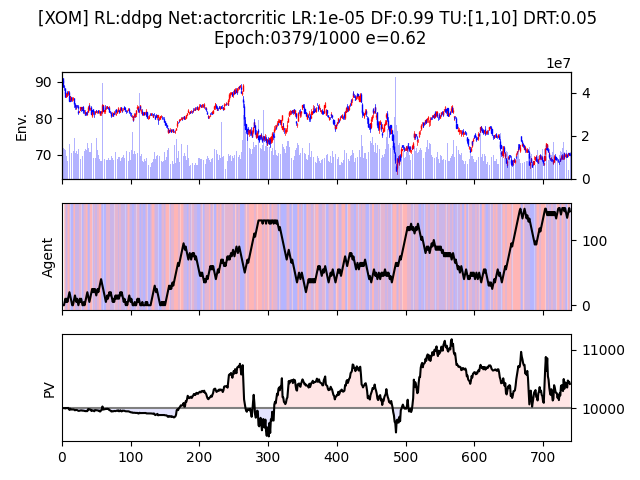 [XOM] RL:ddpg Net:actorcritic LR:1e-05 DF:0.99 TU:[1,10] DRT:0.05
Epoch:0379/1000 e=0.62
1e7
Env.
90
80
70
4
2
0
Agent
100
0
PV
11000
10000
0 100 200 300 400 500 600 700